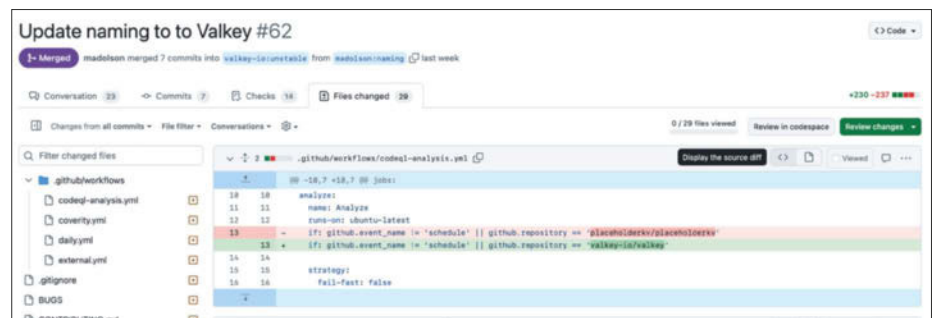 Update naming to to Valkey #62
<> Code
Merged madolson merged 7 commits into valkey-io:unstable from madolson:naming last week
Conversation 23 Commits 7 Checks 14 Files changed 29 +230 -237
Changes from all commits File filter Conversations 0 / 29 files viewed Review in codespace Review changes
Filter changed files
2 .github/workflows/codeql-analysis.yml Display the source diff <> Viewed
.github/workflows
codeql-analysis.yml
coverity.yml
daily.yml
external.yml
.gitignore
BUGS
@@ -10,7 +10,7 @@ jobs:
10 10 analyze:
11 11 name: Analyze
12 12 runs-on: ubuntu-latest
13 - if: github.event_name != 'schedule' || github.repository == 'placeholderkv/placeholderkv'
13 + if: github.event_name != 'schedule' || github.repository == 'valkey-io/valkey'
14 14
15 15 strategy:
16 16 fail-fast: false